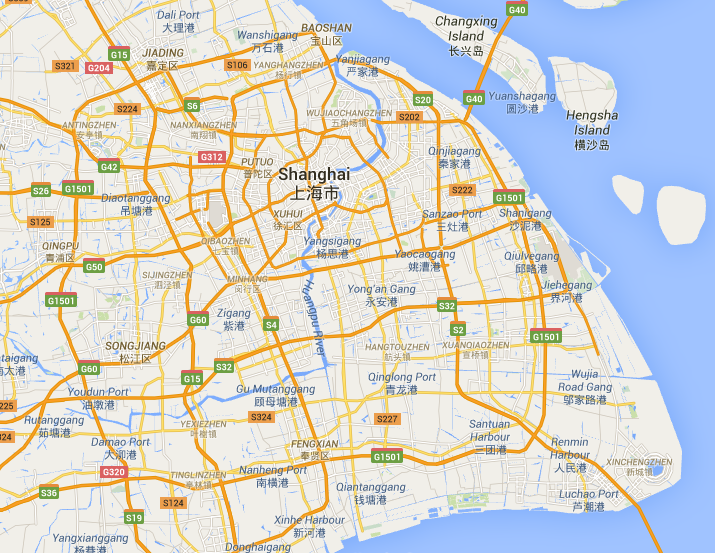 G40
Changxing
Island
长兴岛
Dali Port
大理港
BAOSHAN
宝山区
Wanshigang
万石港
G15
JIADING
嘉定区
S321
G204
S106
YANGHANGZHEN
杨行镇
Yanjiagang
严家港
S20
G40
Yuanshagang
圆沙港
Hengsha
Island
横沙岛
S224
S6
WUJIAOCHANGZHEN
五角场镇
S202
ANTINGZHEN
安亭镇
NANXIANGZHEN
南翔镇
G312
PUTUO
普陀区
Qinjiagang
秦家港
G42
Shanghai
上海市
S26
G1501
Diaotanggang
吊塘港
S222
G1501
S125
XUHUI
徐汇区
Sanzao Port
三灶港
Shanigang
沙泥港
QINGPU
青浦区
QIBAOZHEN
七宝镇
Yangsigang
杨思港
Yaocaogang
姚漕港
Qiulvegang
邱略港
G50
SIJINGZHEN
泗泾镇
MINHANG
闵行区
Yong'an Gang
永安港
Jiehegang
界河港
G1501
Huangpu River
Zigang
紫港
G60
S4
S32
S2
G1501
SONGJIANG
松江区
HANGTOUZHEN
航头镇
XUANQIAOZHEN
宣桥镇
taigang
南太港
G60
S32
G15
Qinglong Port
青龙港
Wujia
Road Gang
邬家路港
Youdun Port
油墩港
Gu Mutanggang
顾母塘港
225
Rutanggang
茹塘港
S324
S227
YEXIEZHEN
叶榭镇
Santuan
Harbour
三团港
324
Damao Port
大泖港
FENGXIAN
奉贤区
G1501
Renmin
Harbour
人民港
XINCHENGZHEN
新城镇
G320
TINGLINZHEN
亭林镇
Nanheng Port
南横港
Qiantanggang
钱塘港
S36
S124
Luchao Port
芦潮港
S19
Xinhe Harbour
新河港
Yangxianggang
杨巷港
Donghaigang